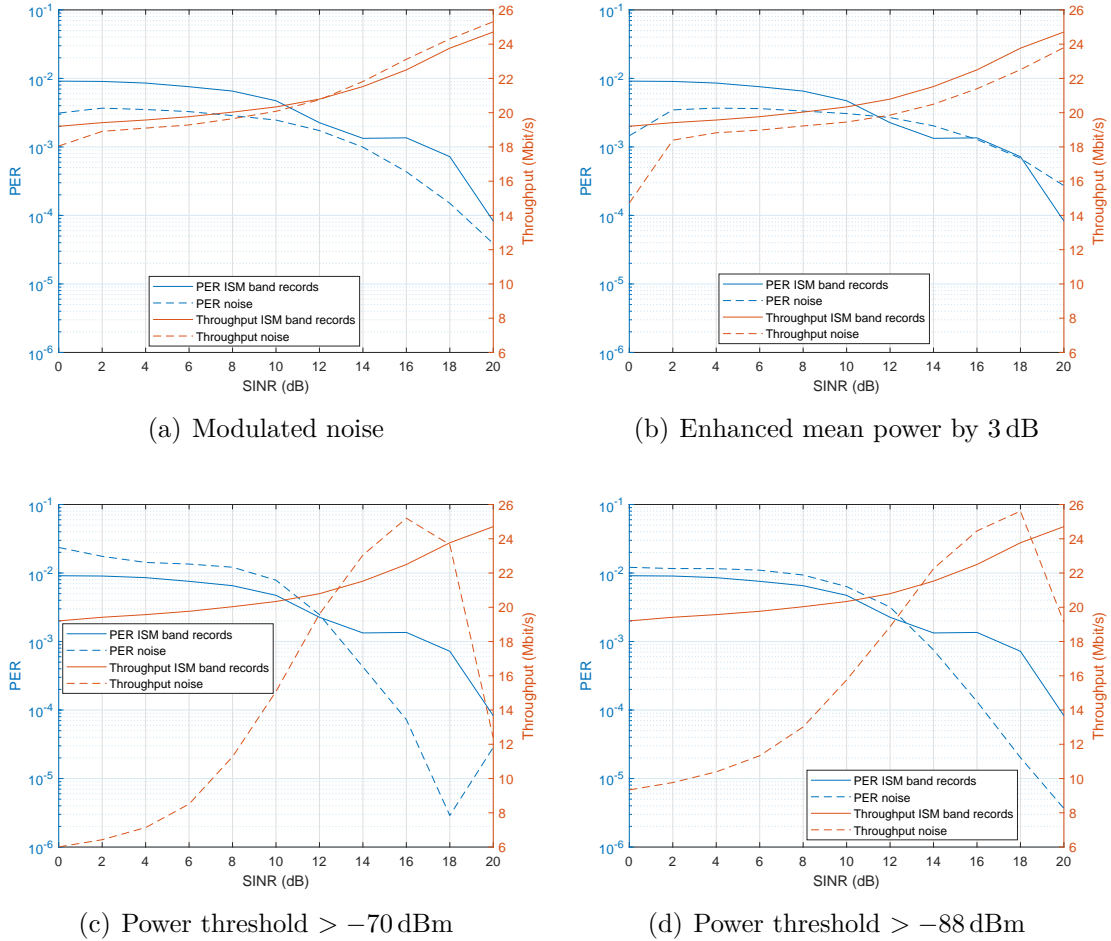 10^-1
10^-2
10^-3
10^-4
10^-5
10^-6
PER
26
24
22
20
18
16
14
12
10
8
6
Throughput (Mbit/s)
PER ISM band records
PER noise
Throughput ISM band records
Throughput noise
0 2 4 6 8 10 12 14 16 18 20
SINR (dB)
(a) Modulated noise
10^-1
10^-2
10^-3
10^-4
10^-5
10^-6
PER
26
24
22
20
18
16
14
12
10
8
6
Throughput (Mbit/s)
PER ISM band records
PER noise
Throughput ISM band records
Throughput noise
0 2 4 6 8 10 12 14 16 18 20
SINR (dB)
(b) Enhanced mean power by 3 dB
10^-1
10^-2
10^-3
10^-4
10^-5
10^-6
PER
26
24
22
20
18
16
14
12
10
8
6
Throughput (Mbit/s)
PER ISM band records
PER noise
Throughput ISM band records
Throughput noise
0 2 4 6 8 10 12 14 16 18 20
SINR (dB)
(c) Power threshold > −70 dBm
10^-1
10^-2
10^-3
10^-4
10^-5
10^-6
PER
26
24
22
20
18
16
14
12
10
8
6
Throughput (Mbit/s)
PER ISM band records
PER noise
Throughput ISM band records
Throughput noise
0 2 4 6 8 10 12 14 16 18 20
SINR (dB)
(d) Power threshold > −88 dBm